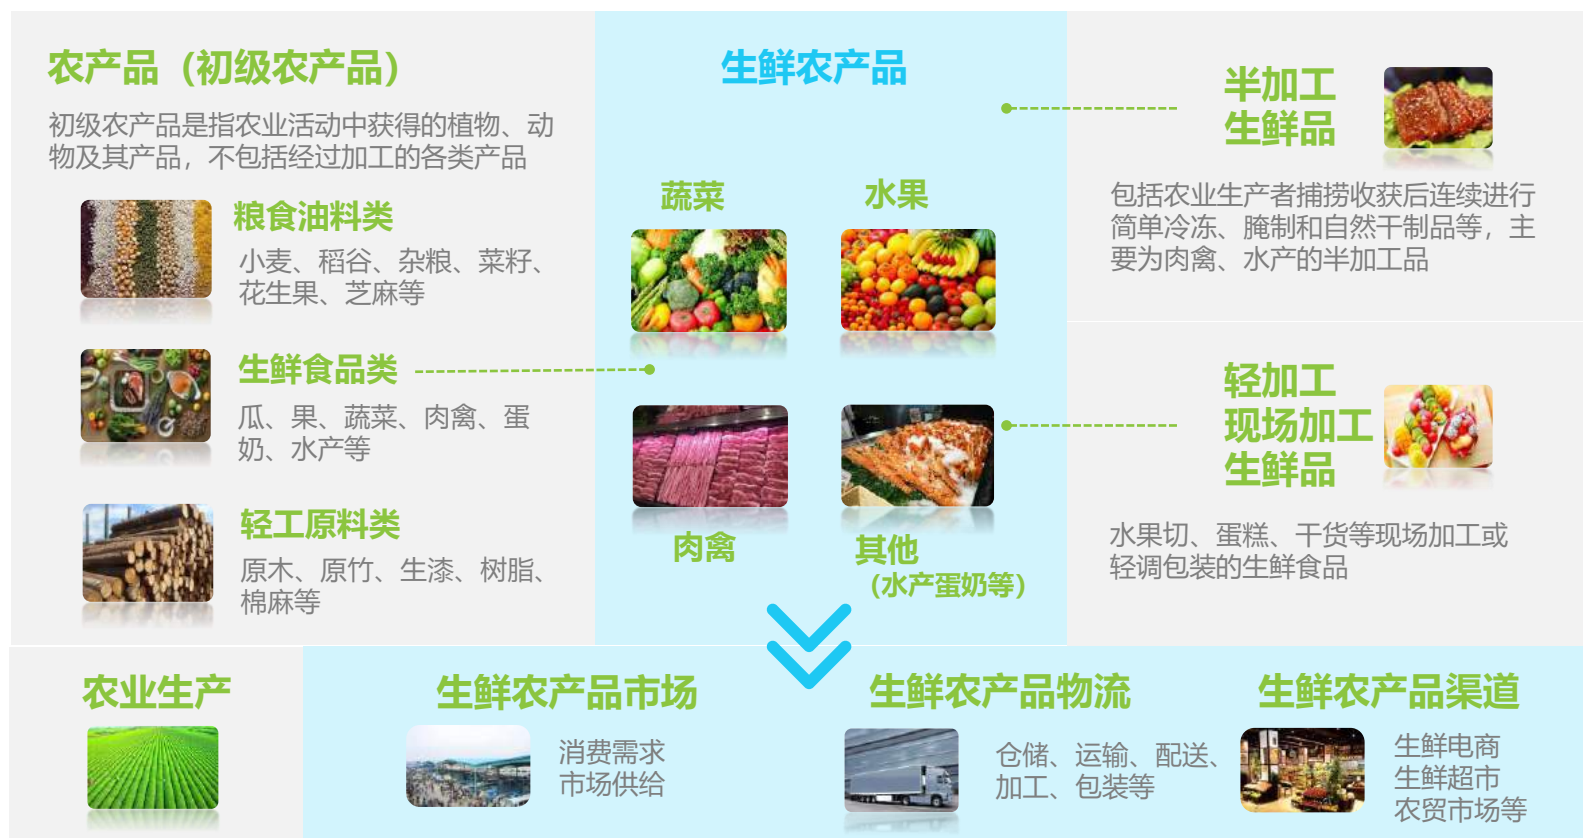 农产品（初级农产品）
初级农产品是指农业活动中获得的植物、动
物及其产品，不包括经过加工的各类产品
粮食油料类
小麦、稻谷、杂粮、菜籽、
花生果、芝麻等
生鲜食品类
瓜、果、蔬菜、肉禽、蛋
奶、水产等
轻工原料类
原木、原竹、生漆、树脂、
棉麻等
生鲜农产品
蔬菜
水果
肉禽
其他
（水产蛋奶等）
半加工
生鲜品
包括农业生产者捕捞收获后连续进行
简单冷冻、腌制和自然干制品等，主
要为肉禽、水产的半加工品
轻加工
现场加工
生鲜品
水果切、蛋糕、干货等现场加工或
轻调包装的生鲜食品
农业生产
生鲜农产品市场
消费需求
市场供给
生鲜农产品物流
仓储、运输、配送、
加工、包装等
生鲜农产品渠道
生鲜电商
生鲜超市
农贸市场等